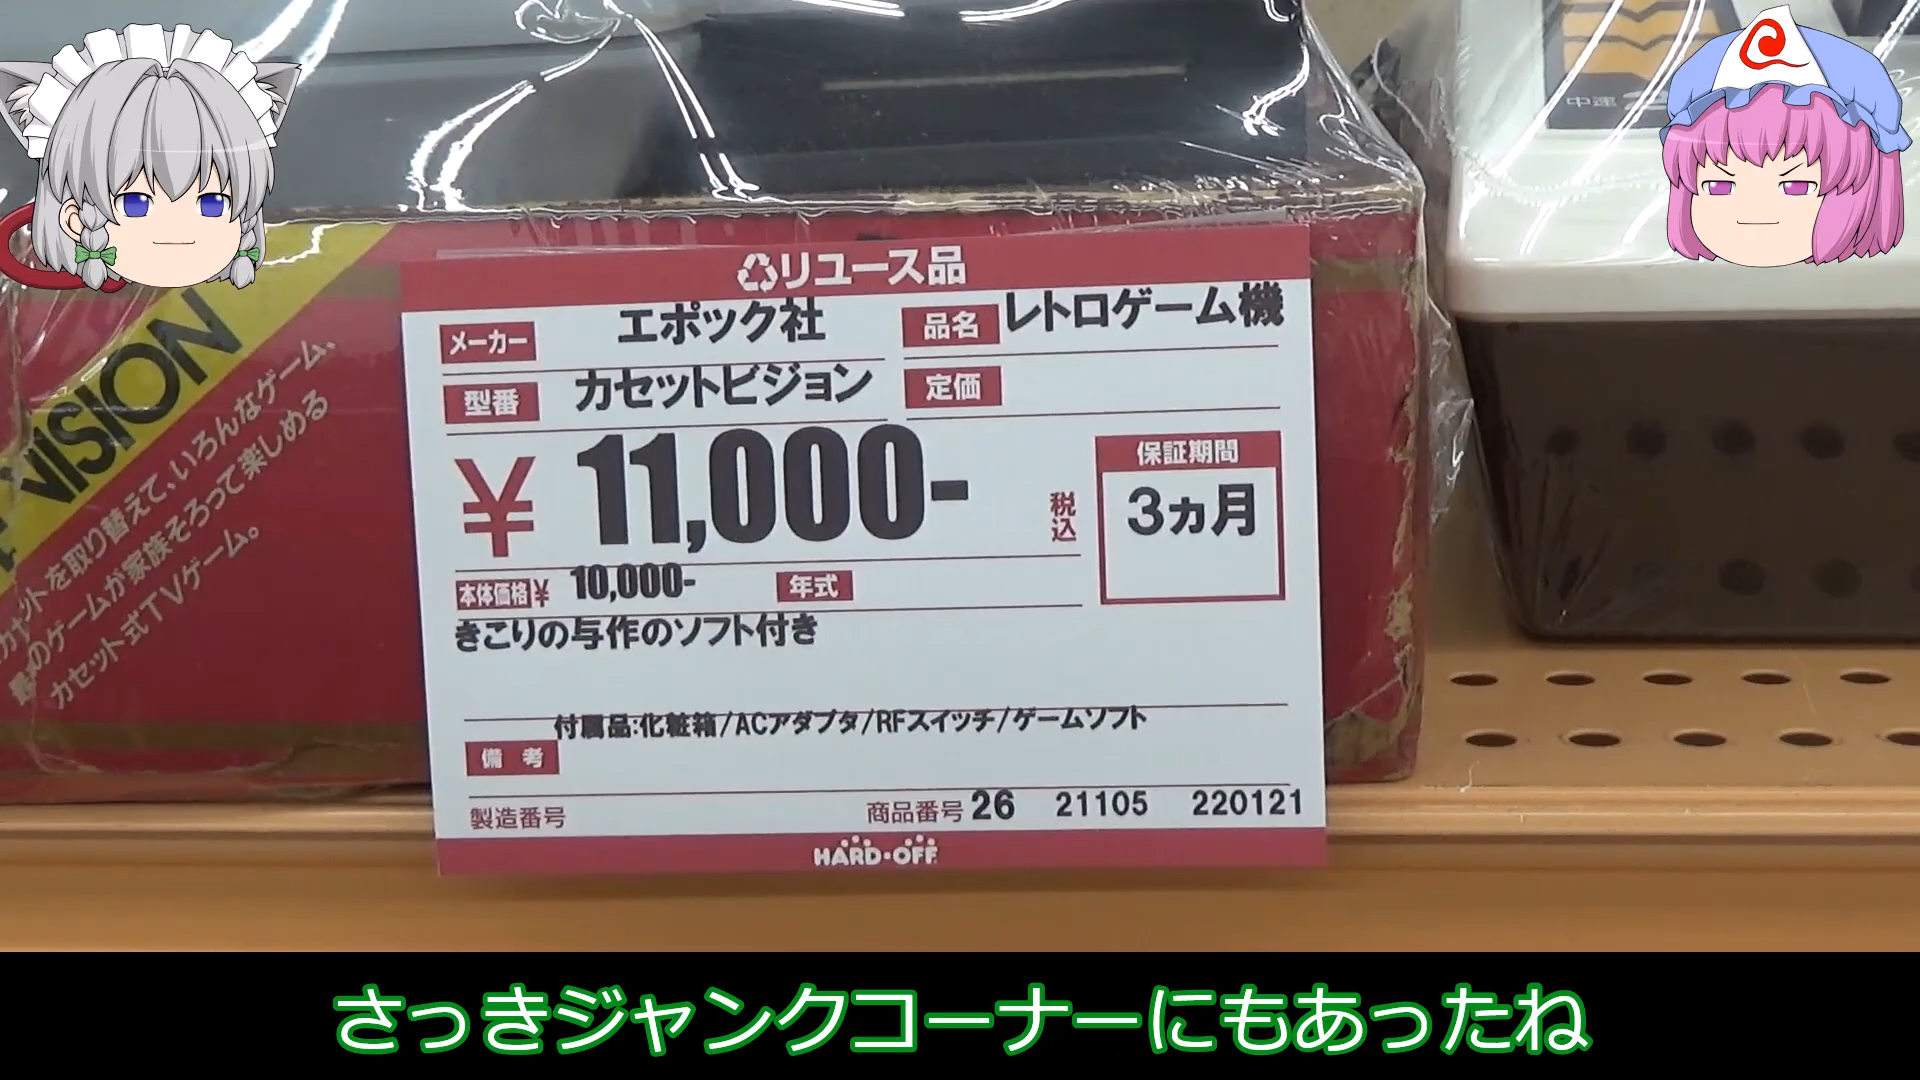 中速
リユース品
メーカー エポック社 品名 レトロゲーム機
型番 カセットビジョン 定価
¥ 11,000- 税込
保証期間
3ヵ月
本体価格¥ 10,000- 年式
きこりの与作のソフト付き
付属品:化粧箱/ACアダプタ/RFスイッチ/ゲームソフト
備考
製造番号 商品番号 26 21105 220121
HARD・OFF
VISION
カセットを取り替えて、いろんなゲーム、
のゲームが家族そろって楽しめる
カセット式TVゲーム。
さっきジャンクコーナーにもあったね